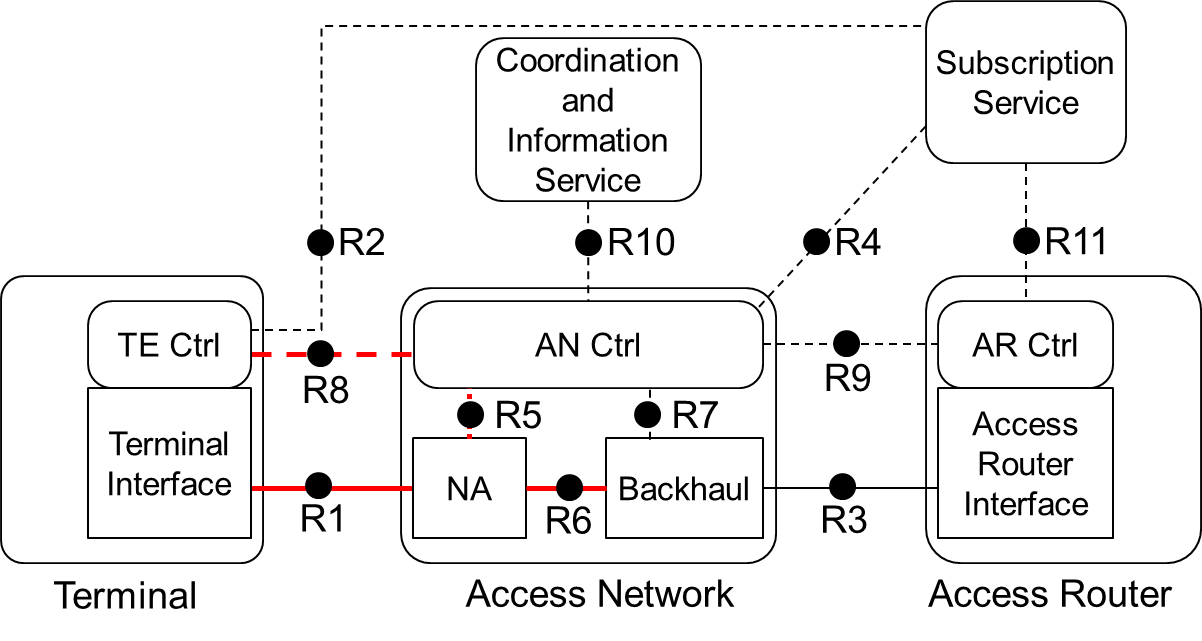 Coordination
and
Information
Service
Subscription
Service
R2
R10
R4
R11
TE Ctrl
AN Ctrl
AR Ctrl
R8
R9
R5
R7
Terminal
Interface
NA
Backhaul
Access
Router
Interface
R1
R6
R3
Terminal
Access Network
Access Router